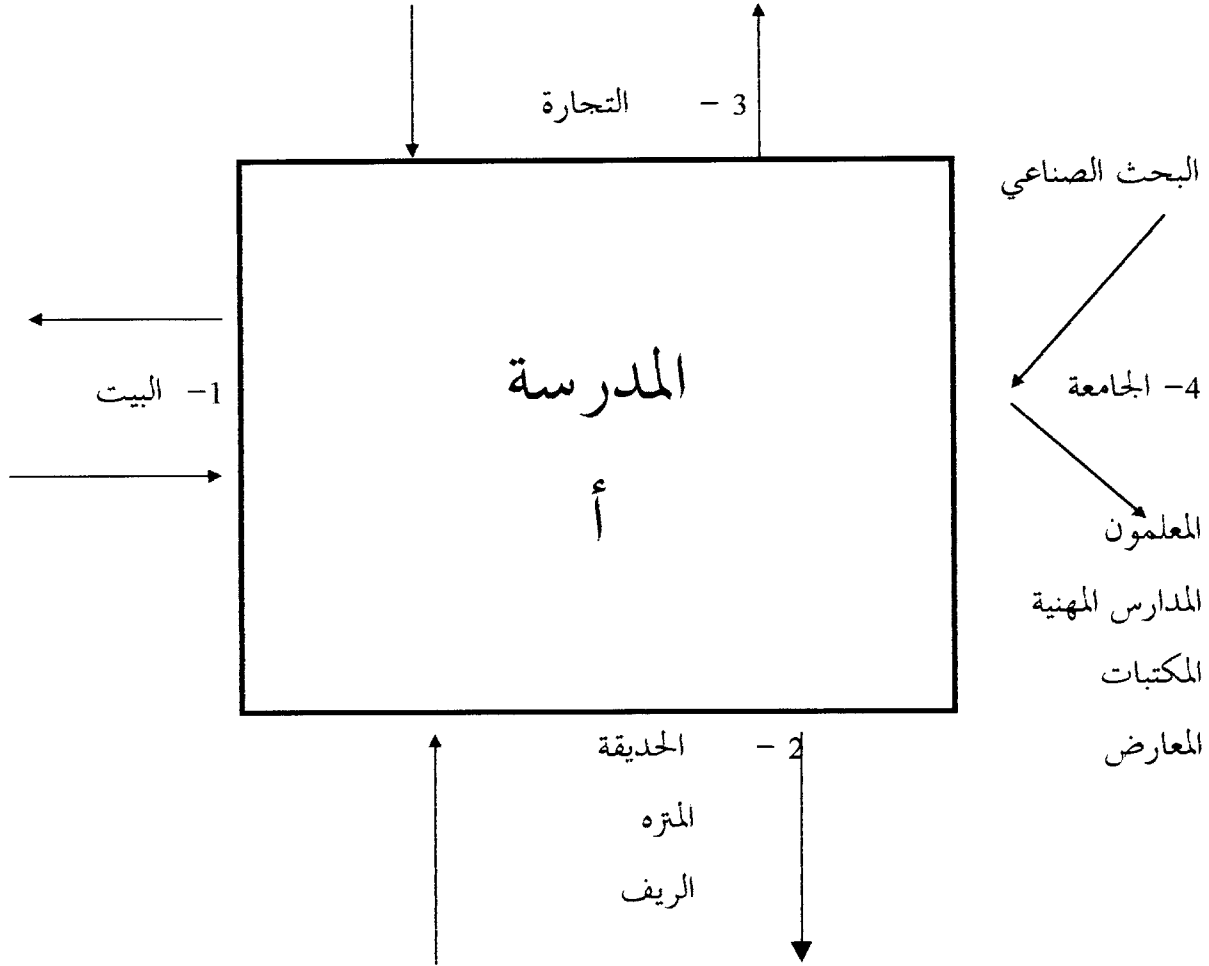 3 - التجارة
البحث الصناعي
المدرسة
أ
1- البيت
4- الجامعة
المعلمون
المدارس المهنية
المكتبات
المعارض
2 - الحديقة
المتره
الريف